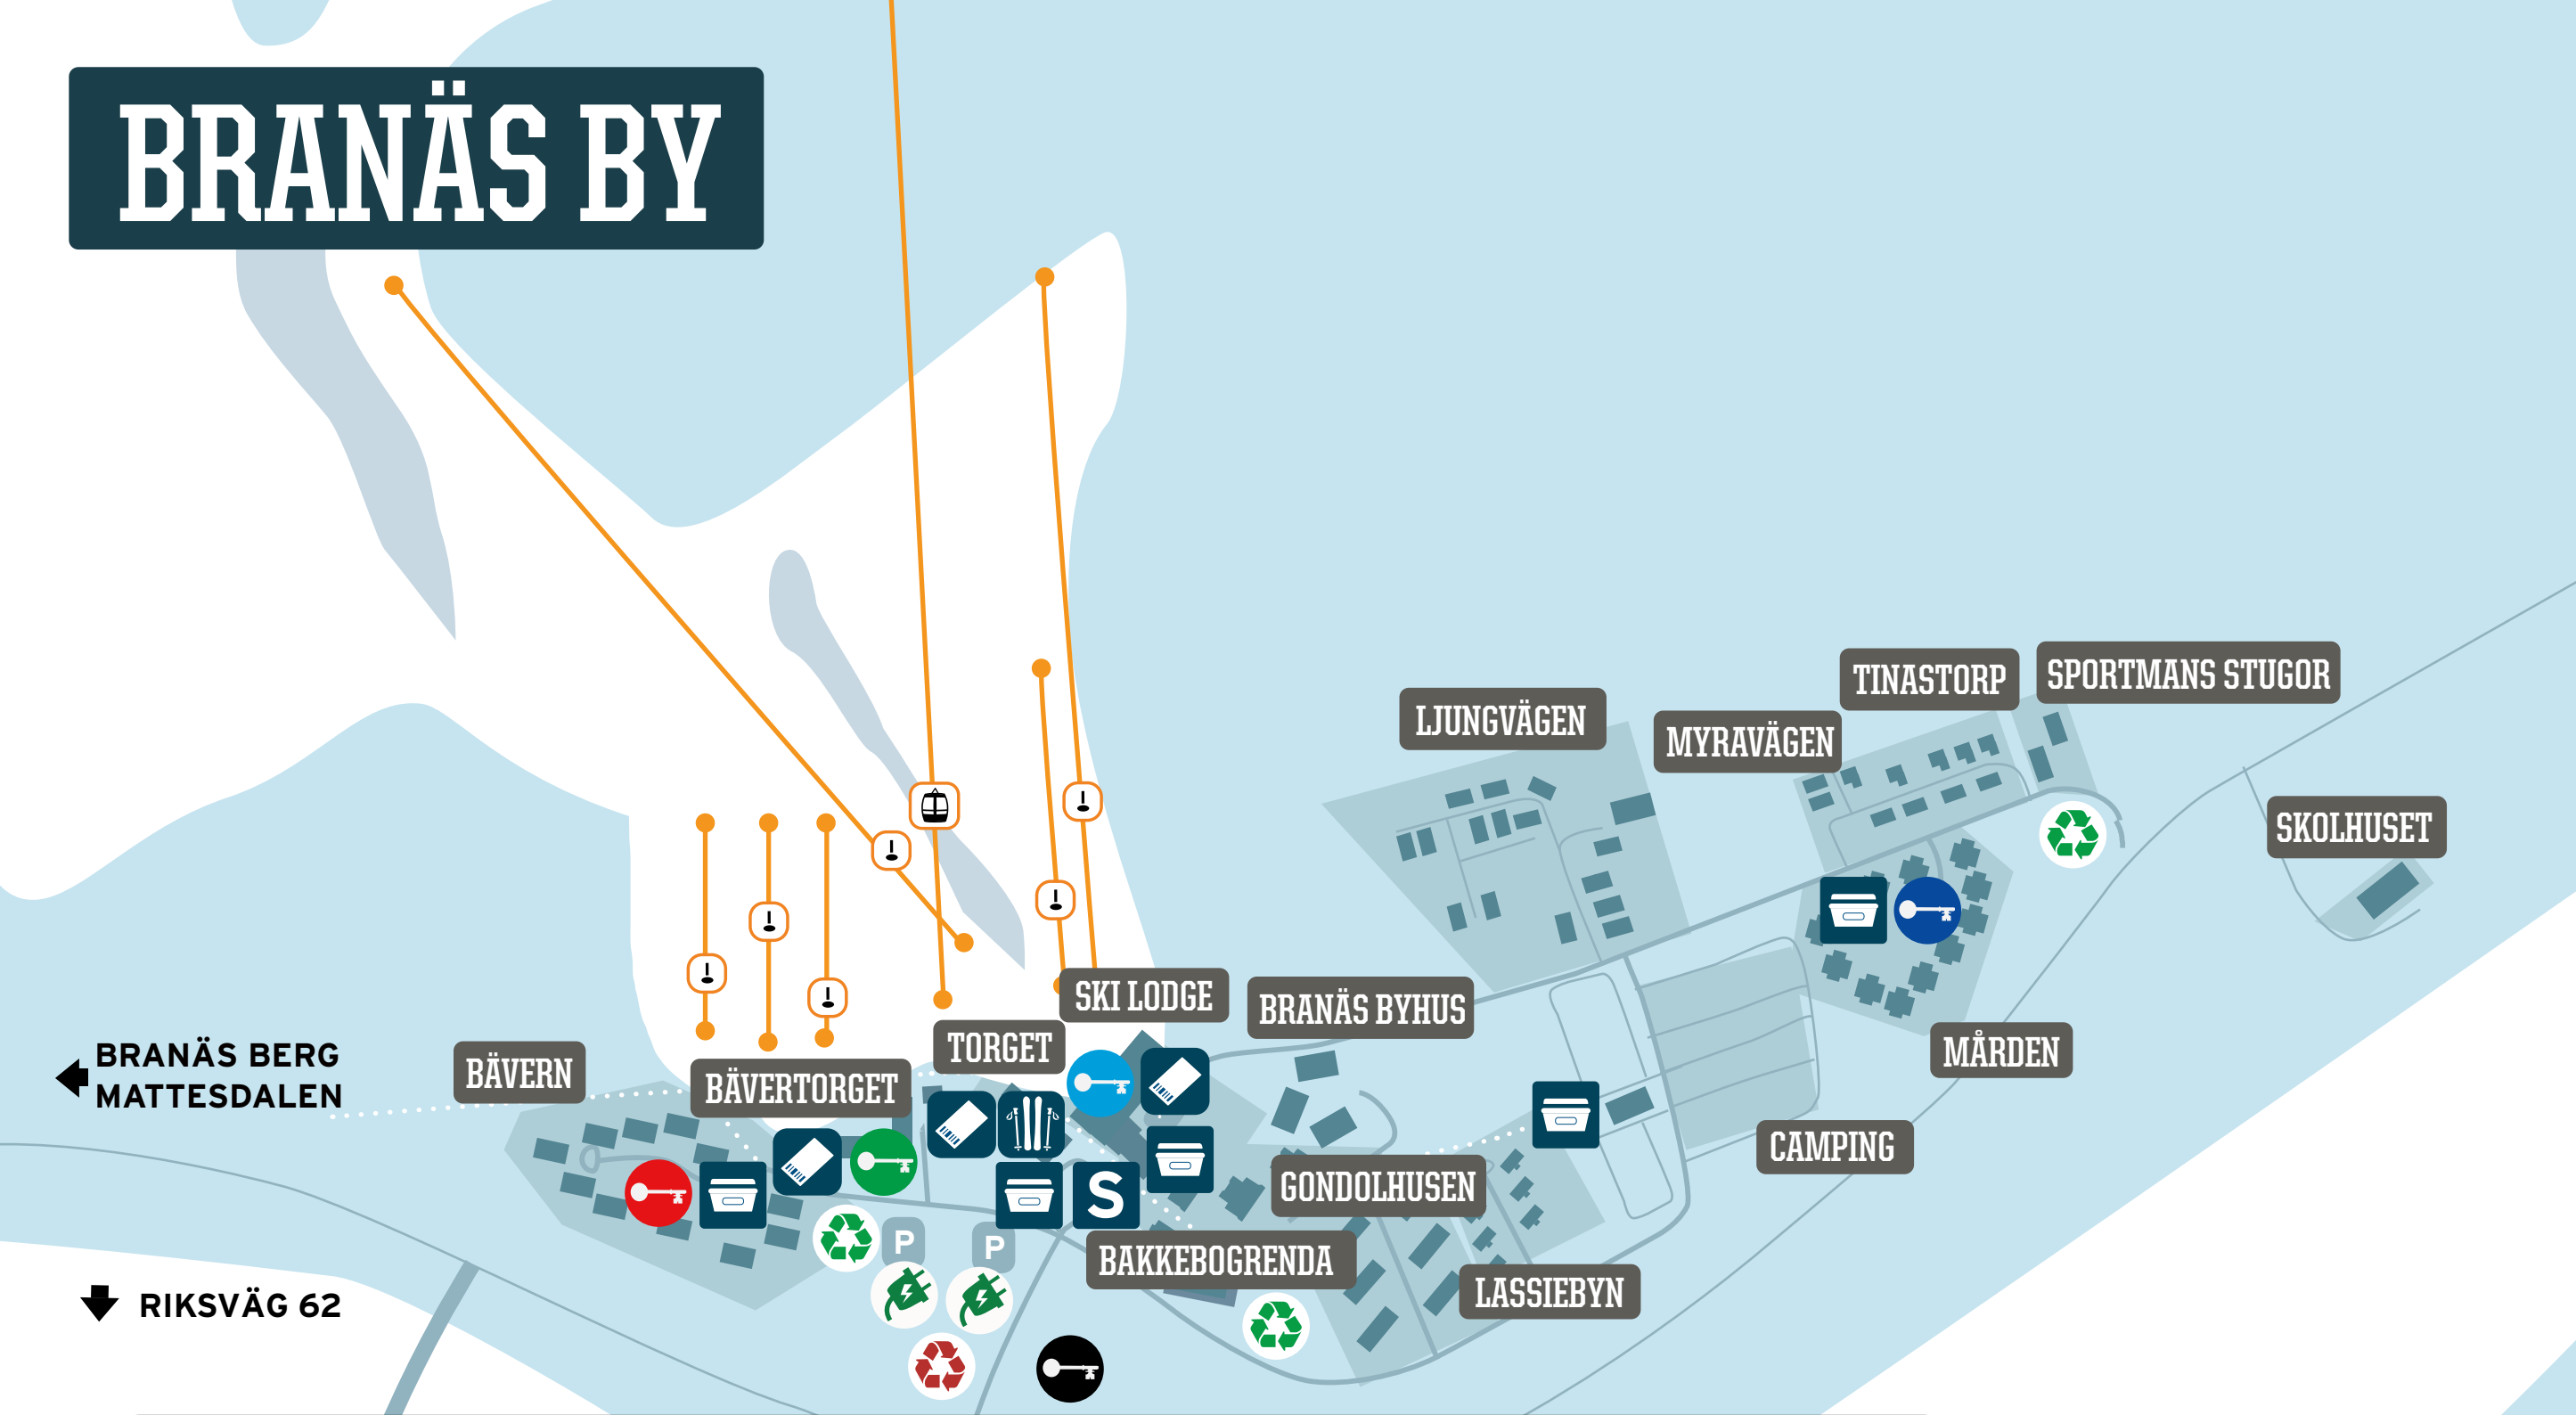 BRANÄS BY
SPORTMANS STUGOR
TINASTORP
LJUNGVÄGEN
MYRAVÄGEN
SKOLHUSET
SKI LODGE
BRANÄS BYHUS
TORGET
MÅRDEN
BRANÄS BERG
MATTESDALEN
BÄVERN
BÄVERTORGET
CAMPING
GONDOLHUSEN
S
P
P
BAKKEBOGRENDA
LASSIEBYN
RIKSVÄG 62